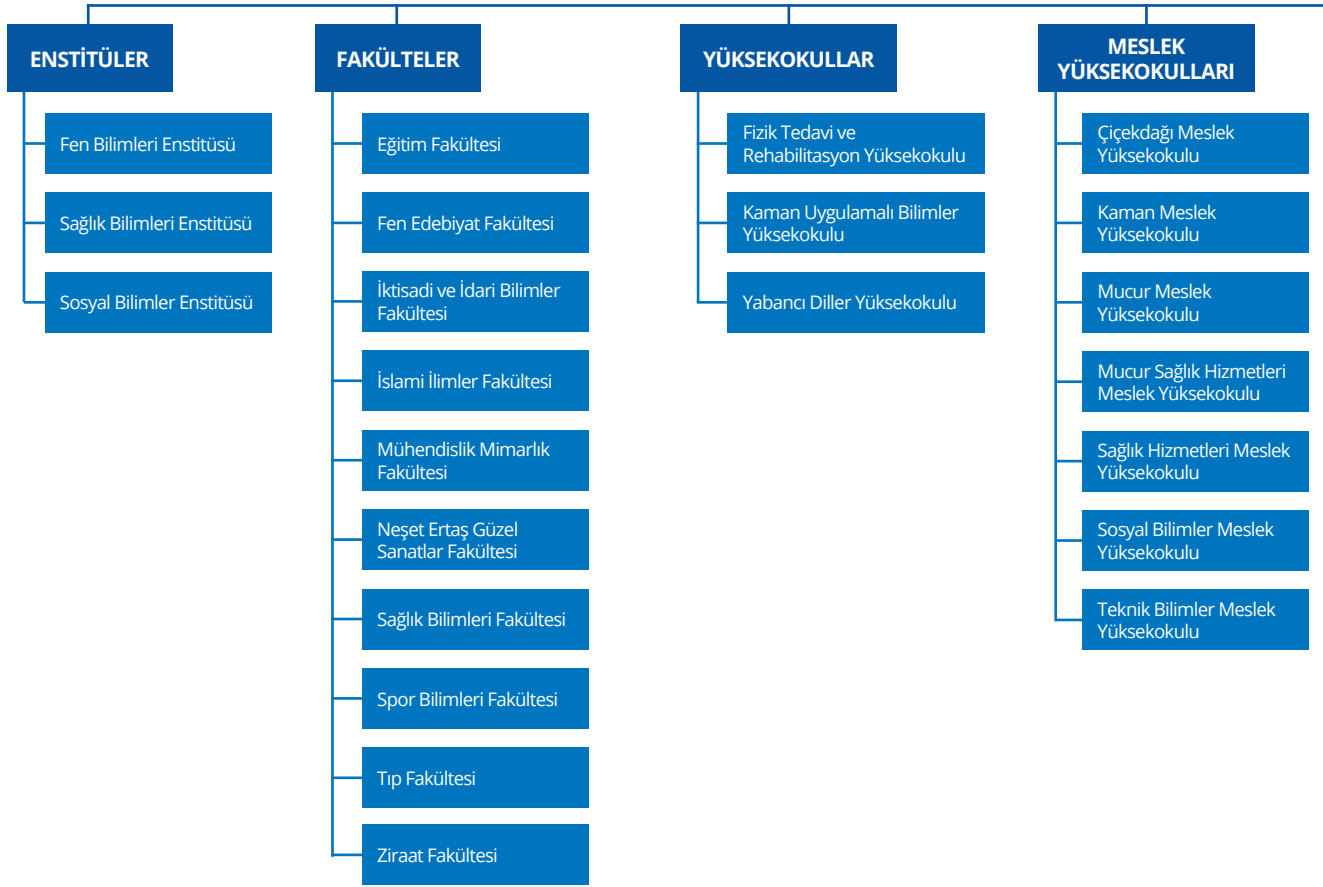 ENSTİTÜLER
Fen Bilimleri Enstitüsü
Sağlık Bilimleri Enstitüsü
Sosyal Bilimler Enstitüsü
FAKÜLTELER
Eğitim Fakültesi
Fen Edebiyat Fakültesi
İktisadi ve İdari Bilimler
Fakültesi
İslami İlimler Fakültesi
Mühendislik Mimarlık
Fakültesi
Neşet Ertaş Güzel
Sanatlar Fakültesi
Sağlık Bilimleri Fakültesi
Spor Bilimleri Fakültesi
Tıp Fakültesi
Ziraat Fakültesi
YÜKSEKOKULLAR
Fizik Tedavi ve
Rehabilitasyon Yüksekokulu
Kaman Uygulamalı Bilimler
Yüksekokulu
Yabancı Diller Yüksekokulu
MESLEK
YÜKSEKOKULLARI
Çiçekdağı Meslek
Yüksekokulu
Kaman Meslek
Yüksekokulu
Mucur Meslek
Yüksekokulu
Mucur Sağlık Hizmetleri
Meslek Yüksekokulu
Sağlık Hizmetleri Meslek
Yüksekokulu
Sosyal Bilimler Meslek
Yüksekokulu
Teknik Bilimler Meslek
Yüksekokulu